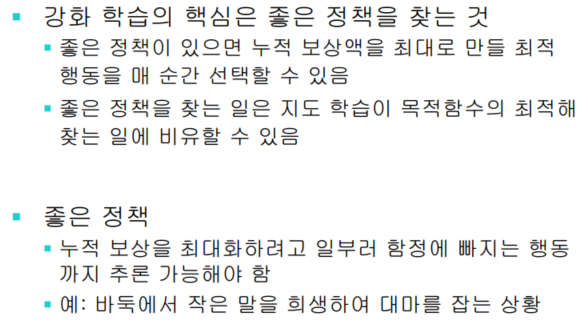 강화 학습의 핵심은 좋은 정책을 찾는 것
좋은 정책이 있으면 누적 보상액을 최대로 만들 최적
행동을 매 순간 선택할 수 있음
좋은 정책을 찾는 일은 지도 학습이 목적함수의 최적해
찾는 일에 비유할 수 있음
좋은 정책
누적 보상을 최대화하려고 일부러 함정에 빠지는 행동
까지 추론 가능해야 함
예: 바둑에서 작은 말을 희생하여 대마를 잡는 상황